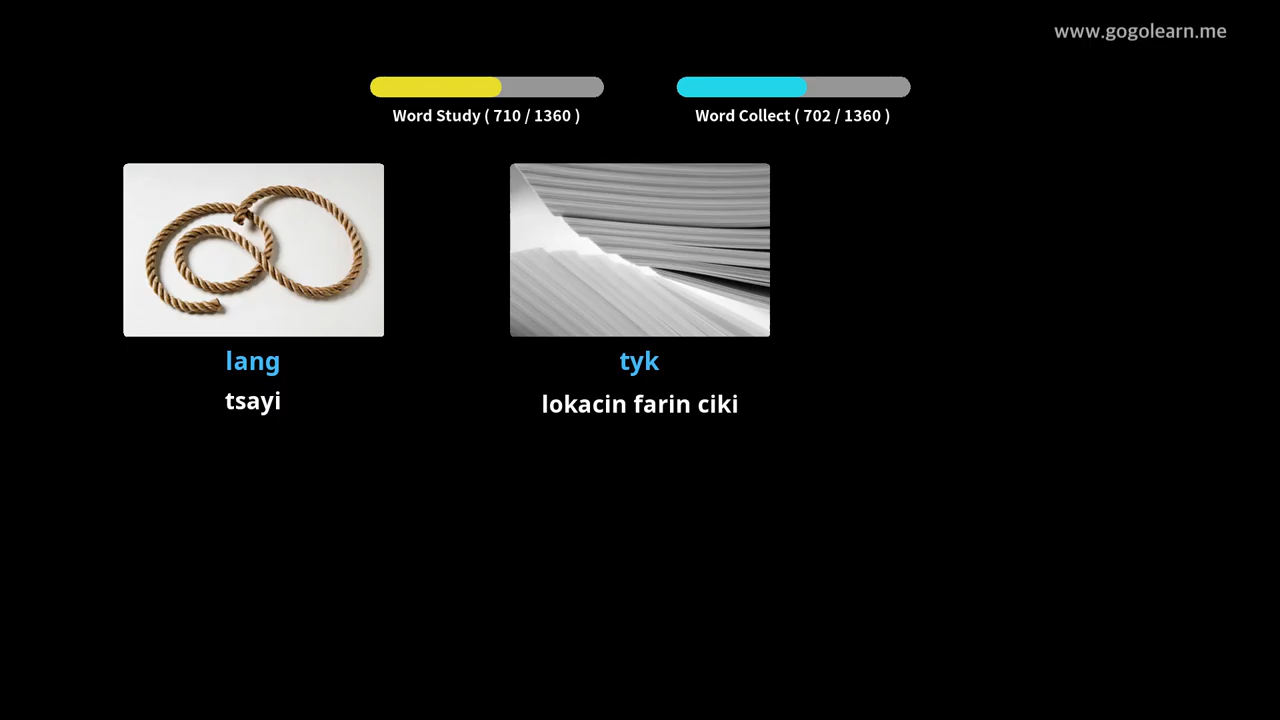 www.gogolearn.me
Word Study ( 710 / 1360 )
Word Collect ( 702 / 1360 )
lang
tsayi
tyk
lokacin farin ciki